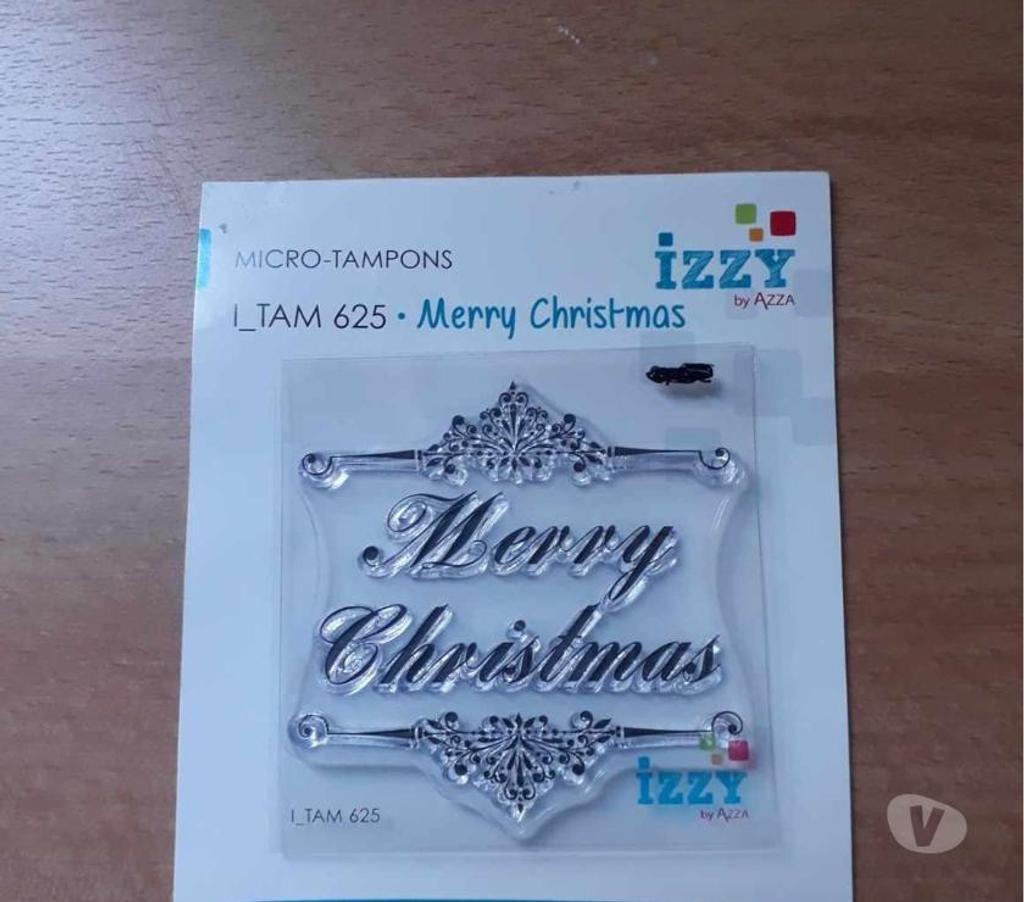 MICRO-TAMPONS
izzy
by AZZA
I_TAM 625 • Merry Christmas
Merry
Christmas
izzy
by AZZA
I_TAM 625
V